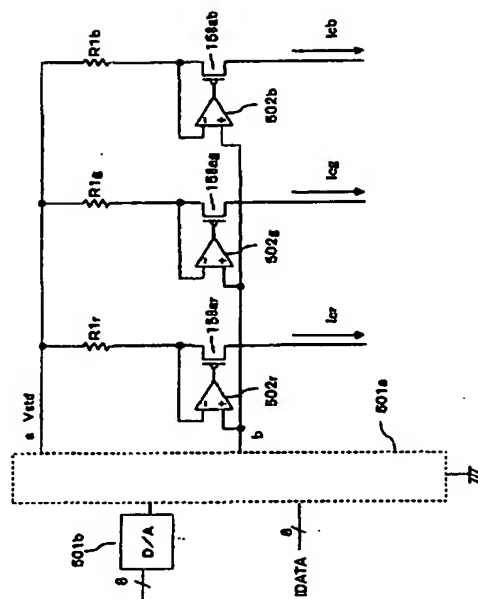 R1b
158ab
502b
Icb
R1g
158ag
502g
Icg
R1r
158ar
502r
Icr
a Vstd
b
501a
501b
D/A
8
8
IDATA